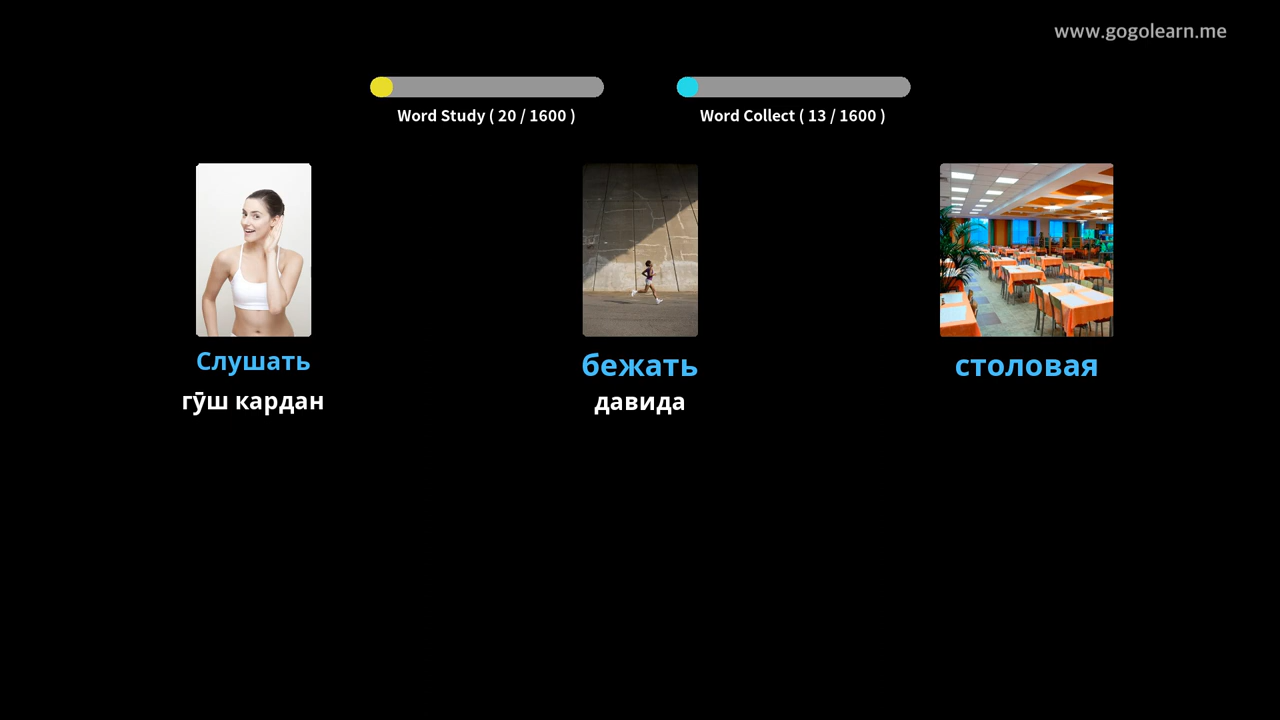 www.gogolearn.me
Word Study ( 20 / 1600 )
Word Collect ( 13 / 1600 )
Слушать
бежать
столовая
гӯш кардан
давида